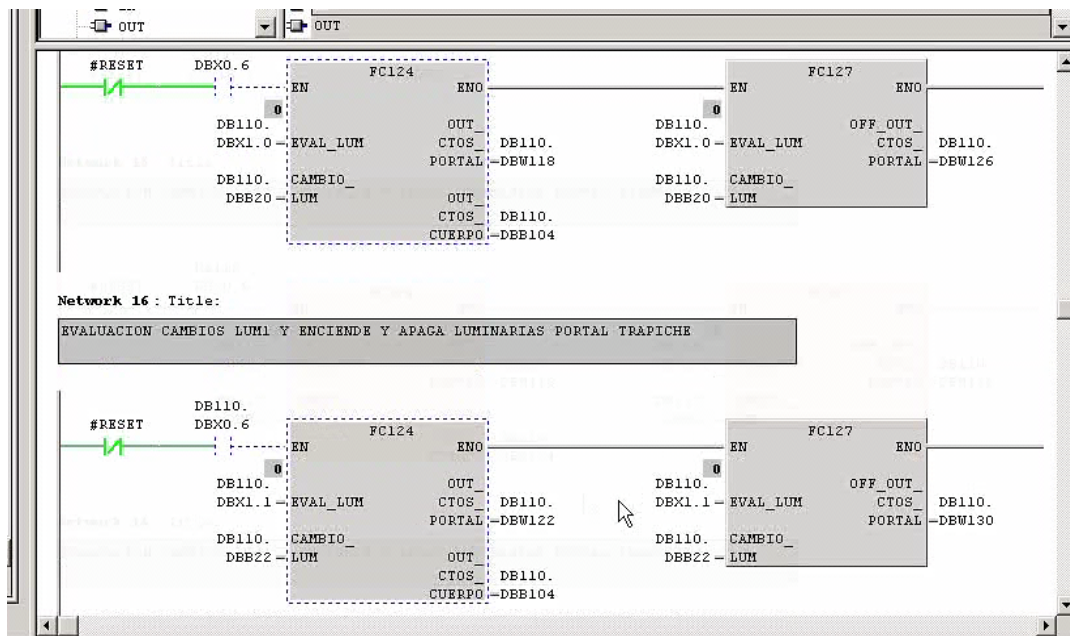 OUT OUT
#RESET DBX0.6
FC124 FC127
EN ENO EN ENO
0 0
DB110. OUT_ DB110. OFF_OUT_
DBX1.0 EVAL_LUM CTOS_ DB110. DBX1.0 EVAL_LUM CTOS_ DB110.
PORTAL DBW118 PORTAL DBW126
DB110. CAMBIO_ DB110. CAMBIO_
DBB20 LUM OUT_ DBB20 LUM
CTOS_ DB110.
CUERPO DBB104
Network 16 : Title:
EVALUACION CAMBIOS LUM1 Y ENCIENDE Y APAGA LUMINARIAS PORTAL TRAPICHE
DB110.
#RESET DBX0.6
FC124 FC127
EN ENO EN ENO
0 0
DB110. OUT_ DB110. OFF_OUT_
DBX1.1 EVAL_LUM CTOS_ DB110. DBX1.1 EVAL_LUM CTOS_ DB110.
PORTAL DBW122 PORTAL DBW130
DB110. CAMBIO_ DB110. CAMBIO_
DBB22 LUM OUT_ DBB22 LUM
CTOS_ DB110.
CUERPO DBB104